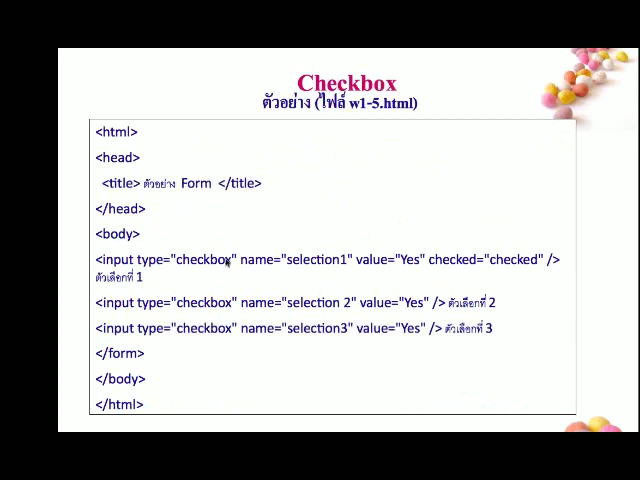 Checkbox
ตัวอย่าง (ไฟล์ w1-5.html)
<html>
<head>
<title> ตัวอย่าง Form </title>
</head>
<body>
<input type="checkbox" name="selection1" value="Yes" checked="checked" />
ตัวเลือกที่ 1
<input type="checkbox" name="selection 2" value="Yes" /> ตัวเลือกที่ 2
<input type="checkbox" name="selection3" value="Yes" /> ตัวเลือกที่ 3
</form>
</body>
</html>